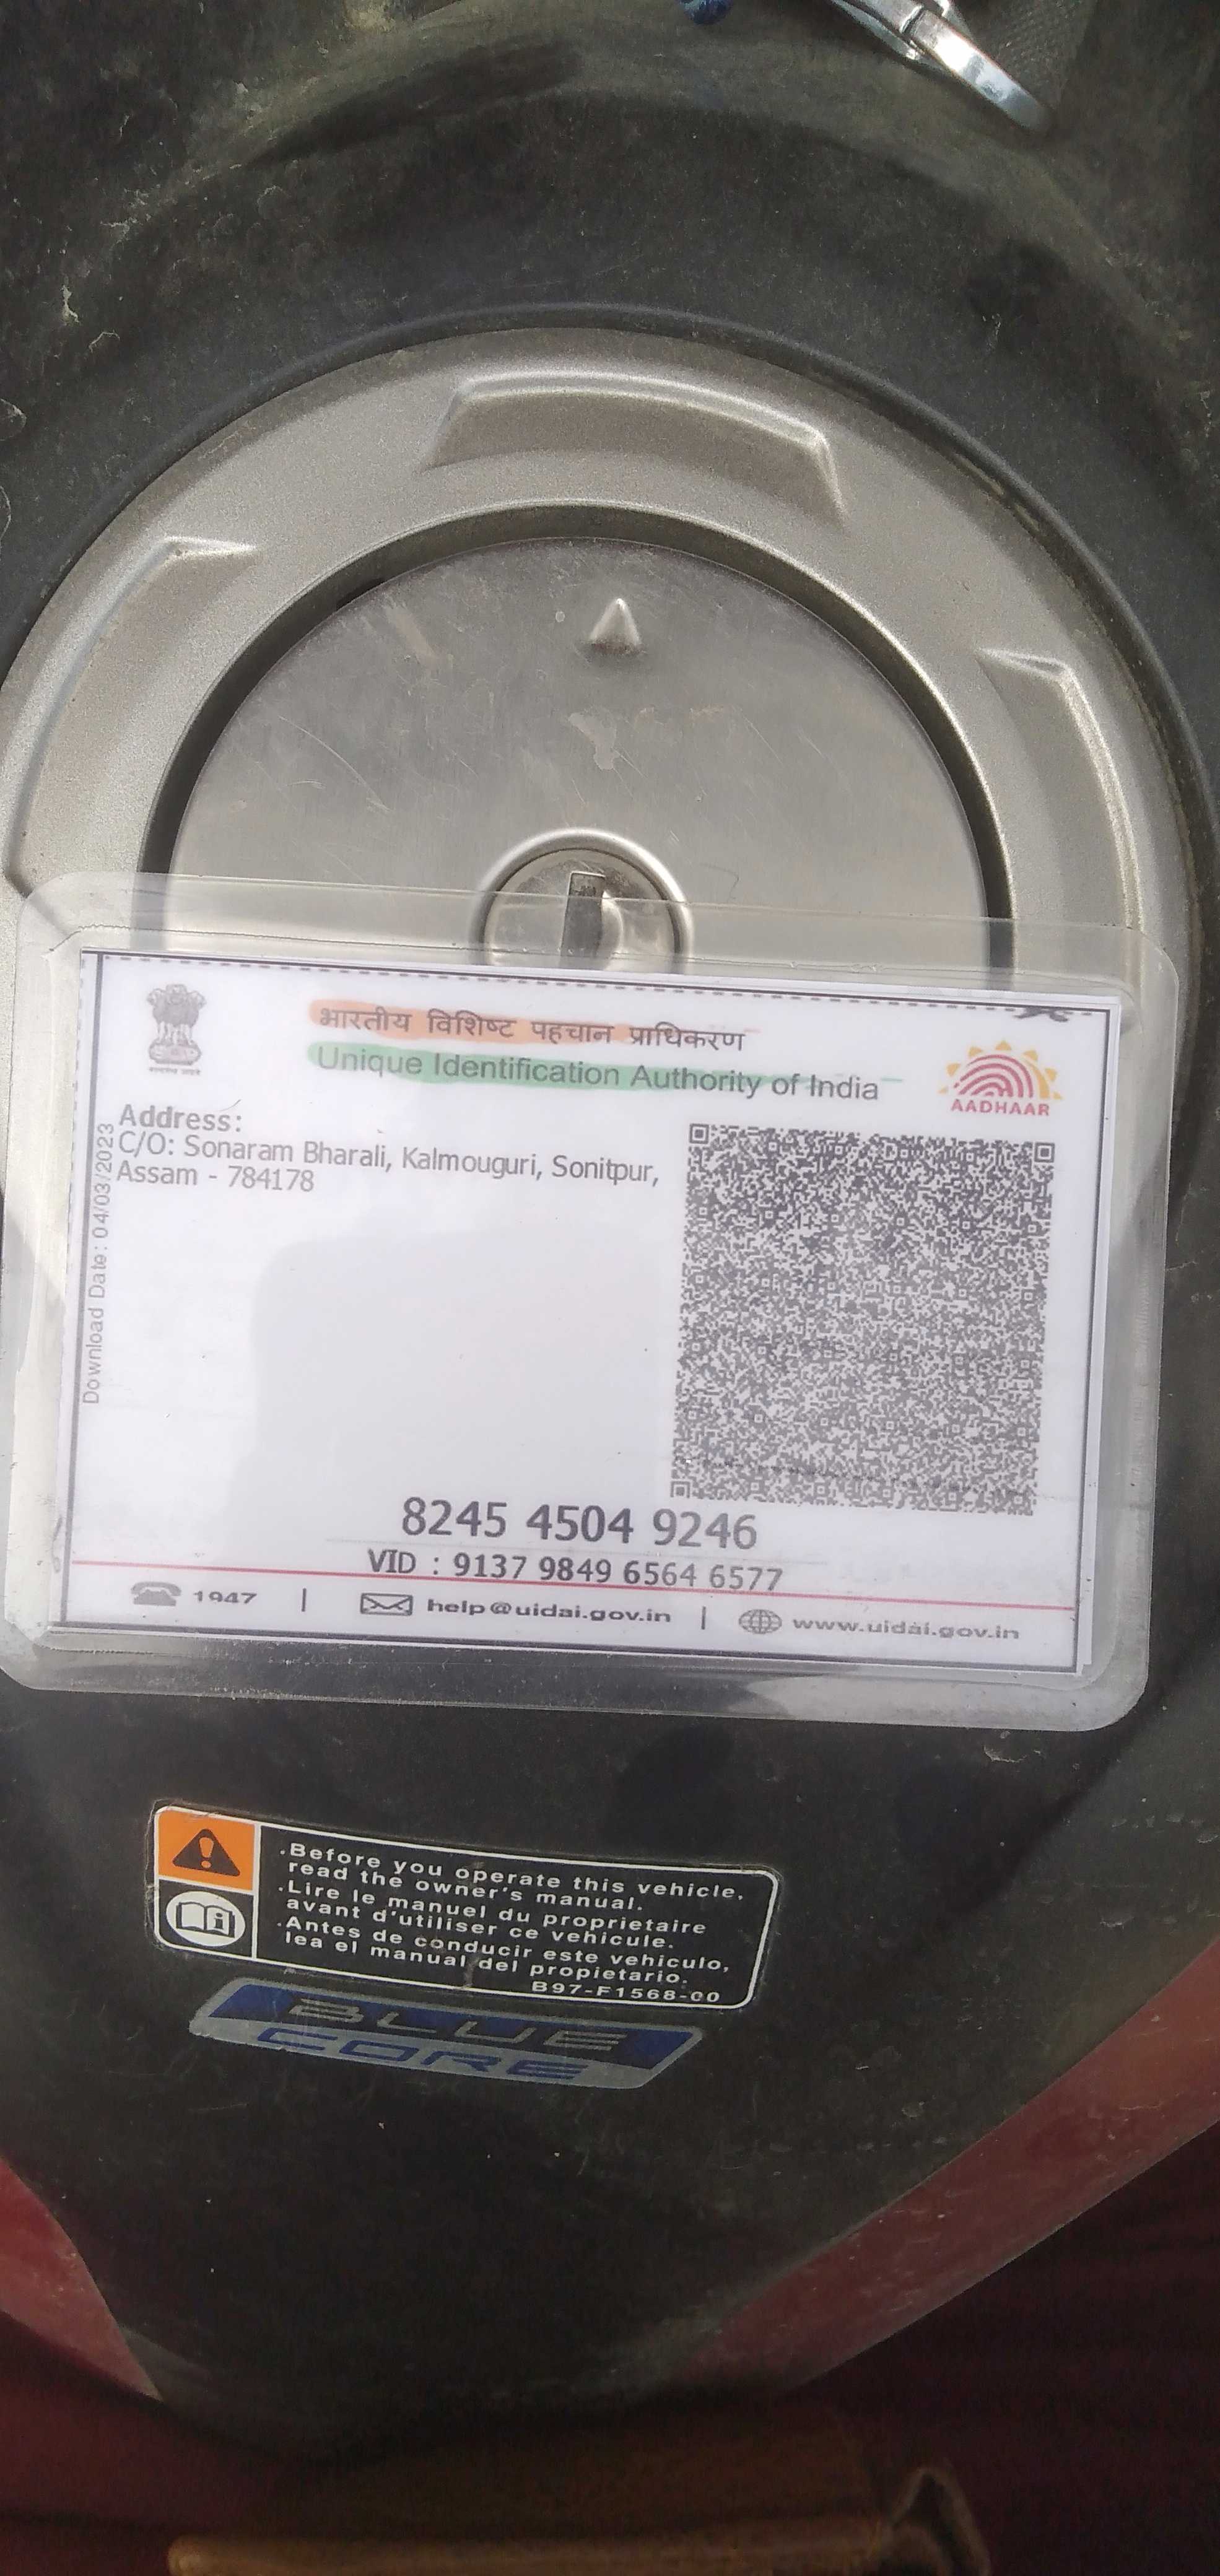 भारतीय विशिष्ट पहचान प्राधिकरण
Unique Identification Authority of India
AADHAAR
Download Date: 04/03/2023
Address:
C/O: Sonaram Bharali, Kalmouguri, Sonitpur,
Assam - 784178
8245 4504 9246
VID : 9137 9849 6564 6577
1947 | help@uidai.gov.in | www.uidai.gov.in
.Before you operate this vehicle,
read the owner's manual.
.Lire le manuel du proprietaire
avant d'utiliser ce vehicule.
.Antes de conducir este vehiculo,
lea el manual del propietario.
B97-F1568-00
BLUE
CORE